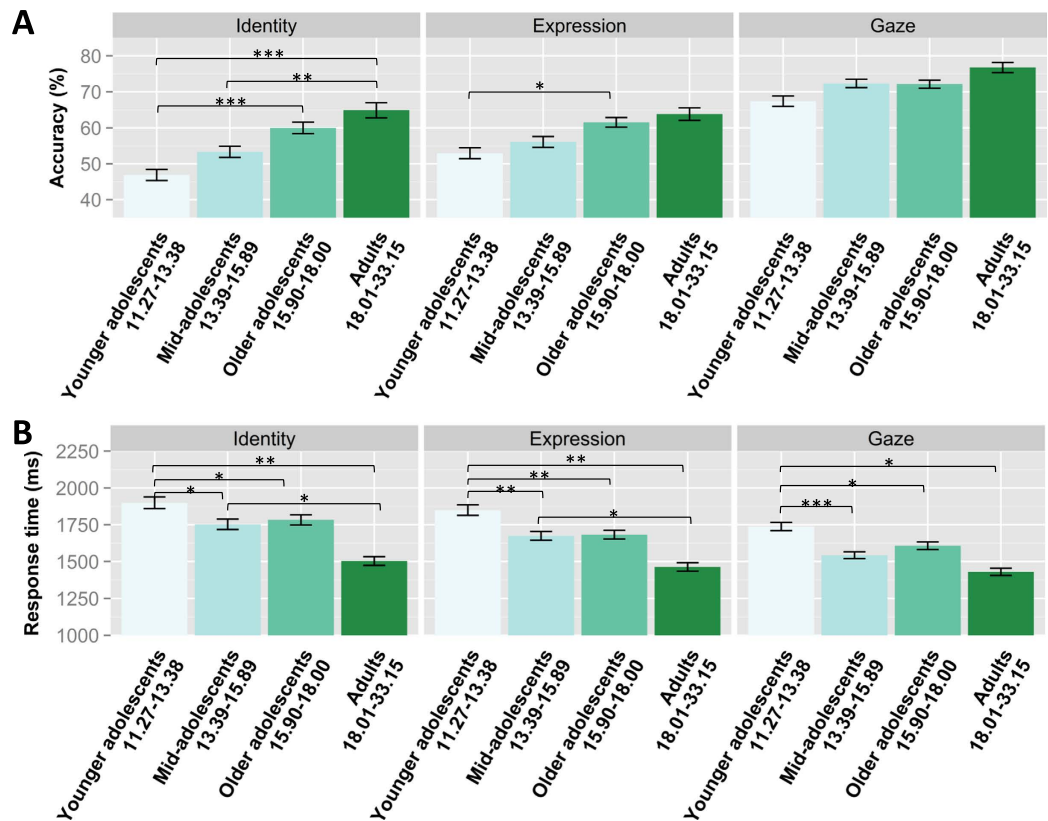 A
Identity
Expression
Gaze
Accuracy (%)
80
70
60
50
40
***
**
***
*
Younger adolescents
11.27-13.38
Mid-adolescents
13.39-15.89
Older adolescents
15.90-18.00
Adults
18.01-33.15
Younger adolescents
11.27-13.38
Mid-adolescents
13.39-15.89
Older adolescents
15.90-18.00
Adults
18.01-33.15
Younger adolescents
11.27-13.38
Mid-adolescents
13.39-15.89
Older adolescents
15.90-18.00
Adults
18.01-33.15
B
Identity
Expression
Gaze
Response time (ms)
2250
2000
1750
1500
1250
1000
**
*
*
*
**
**
**
*
*
*
***
Younger adolescents
11.27-13.38
Mid-adolescents
13.39-15.89
Older adolescents
15.90-18.00
Adults
18.01-33.15
Younger adolescents
11.27-13.38
Mid-adolescents
13.39-15.89
Older adolescents
15.90-18.00
Adults
18.01-33.15
Younger adolescents
11.27-13.38
Mid-adolescents
13.39-15.89
Older adolescents
15.90-18.00
Adults
18.01-33.15